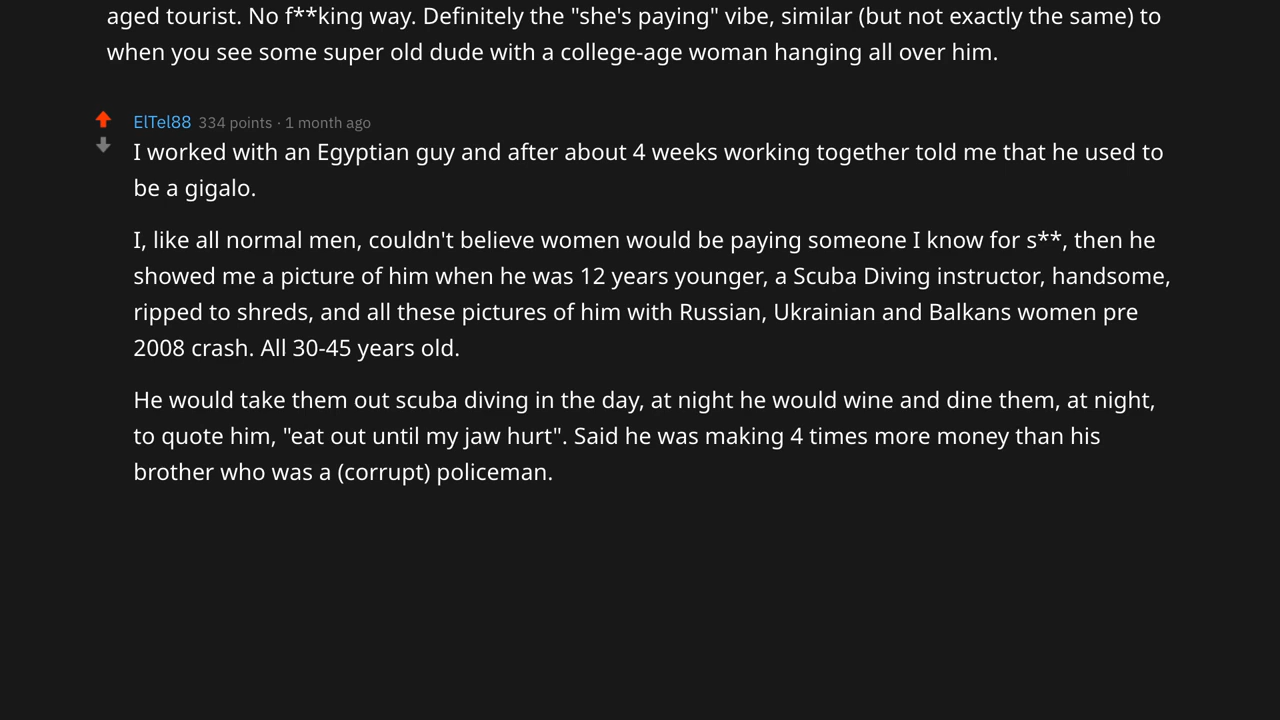 aged tourist. No f**king way. Definitely the "she's paying" vibe, similar (but not exactly the same) to
when you see some super old dude with a college-age woman hanging all over him.
ElTel88 334 points · 1 month ago
I worked with an Egyptian guy and after about 4 weeks working together told me that he used to
be a gigalo.
I, like all normal men, couldn't believe women would be paying someone I know for s**, then he
showed me a picture of him when he was 12 years younger, a Scuba Diving instructor, handsome,
ripped to shreds, and all these pictures of him with Russian, Ukrainian and Balkans women pre
2008 crash. All 30-45 years old.
He would take them out scuba diving in the day, at night he would wine and dine them, at night,
to quote him, "eat out until my jaw hurt". Said he was making 4 times more money than his
brother who was a (corrupt) policeman.